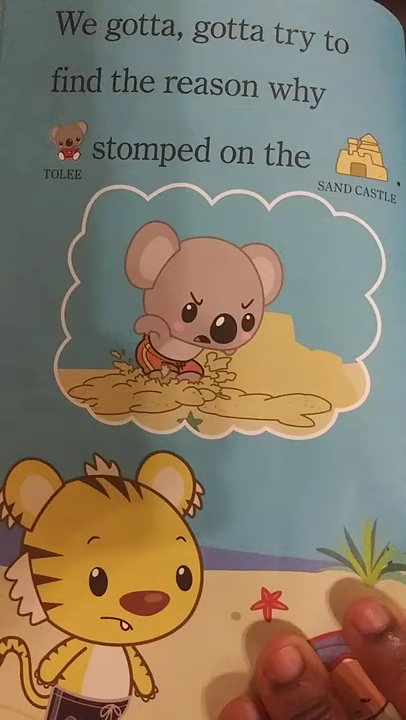 We gotta, gotta try to
find the reason why
stomped on the .
TOLEE SAND CASTLE